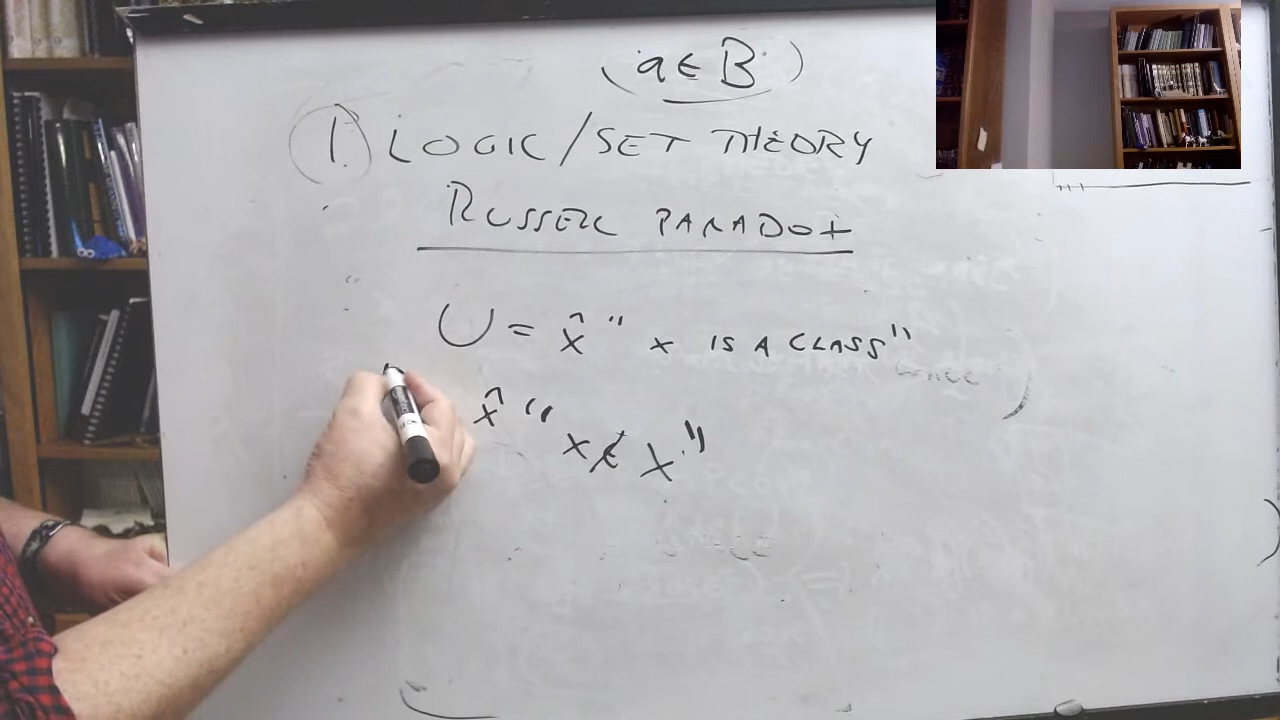 (a ∈ B)
1.) LOGIC/SET THEORY
RUSSELL PARADOX
U = x̂ " x IS A CLASS"
x̂ " x ∉ x"